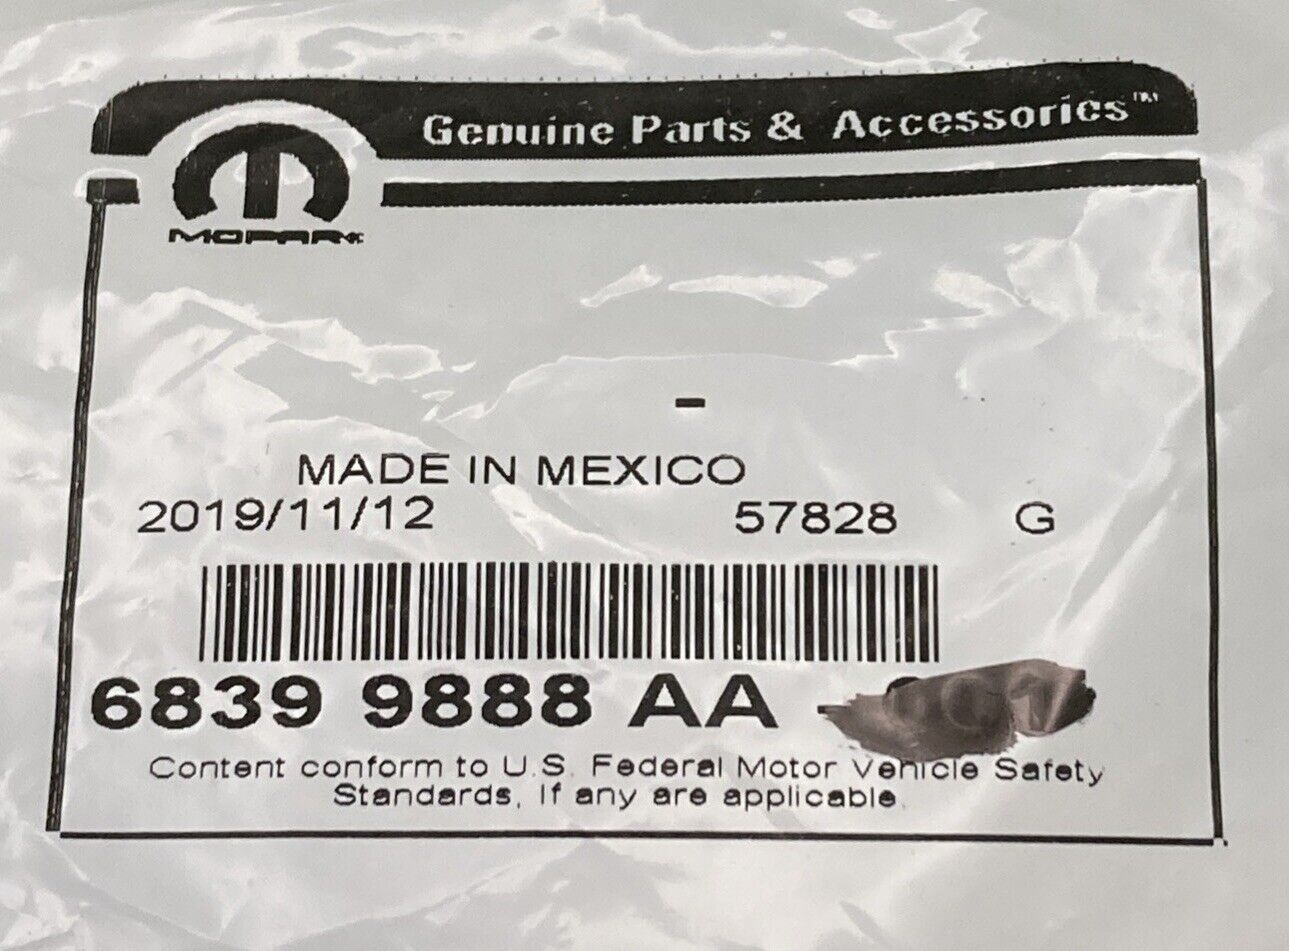 Genuine Parts & Accessories™
MOPAR
-
MADE IN MEXICO
2019/11/12 57828 G
6839 9888 AA 001
Content conform to U.S. Federal Motor Vehicle Safety
Standards, If any are applicable.